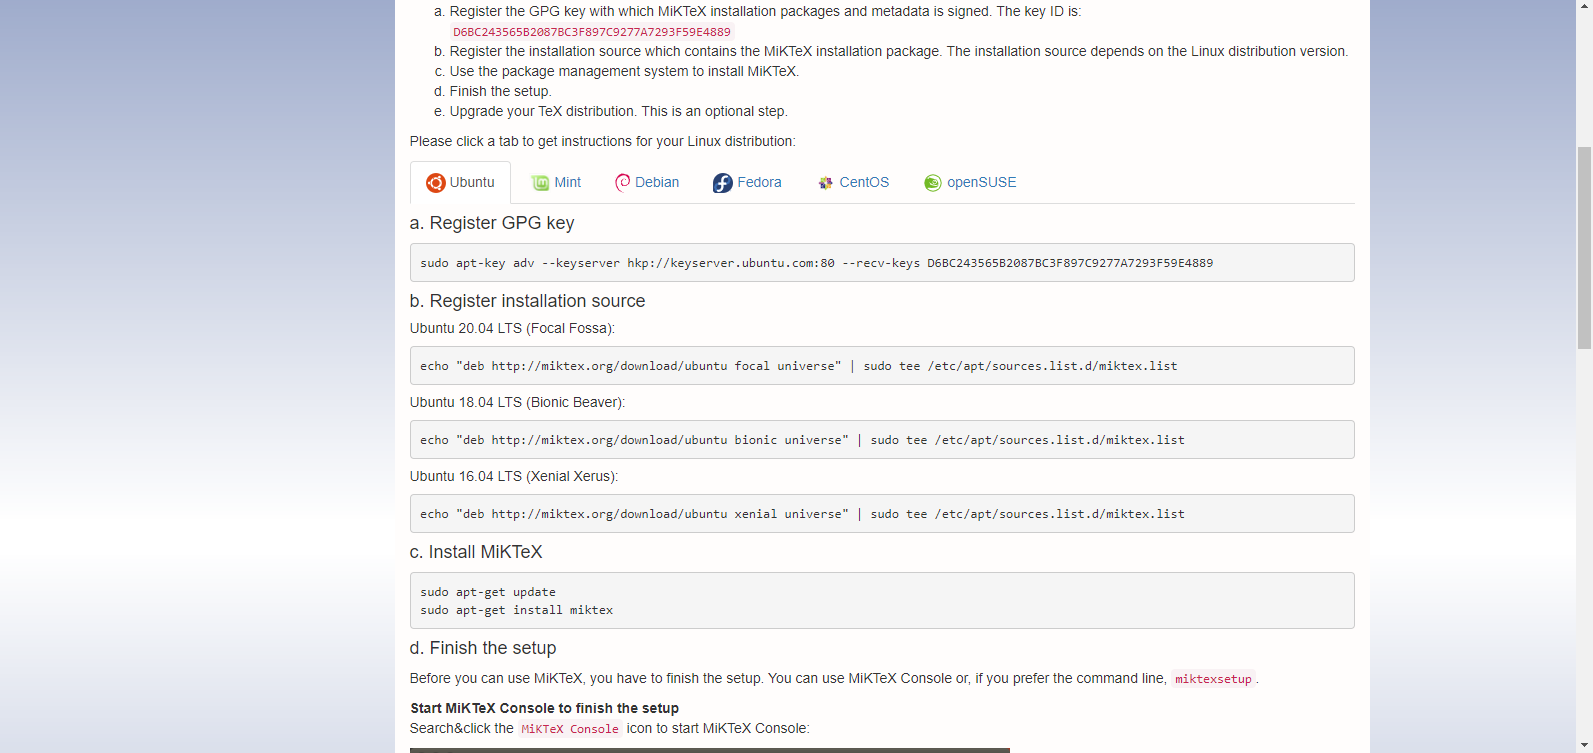 a. Register the GPG key with which MiKTeX installation packages and metadata is signed. The key ID is:
D6BC243565B2087BC3F897C9277A7293F59E4889
b. Register the installation source which contains the MiKTeX installation package. The installation source depends on the Linux distribution version.
c. Use the package management system to install MiKTeX.
d. Finish the setup.
e. Upgrade your TeX distribution. This is an optional step.
Please click a tab to get instructions for your Linux distribution:
Ubuntu Mint Debian Fedora CentOS openSUSE
a. Register GPG key
sudo apt-key adv --keyserver hkp://keyserver.ubuntu.com:80 --recv-keys D6BC243565B2087BC3F897C9277A7293F59E4889
b. Register installation source
Ubuntu 20.04 LTS (Focal Fossa):
echo "deb http://miktex.org/download/ubuntu focal universe" | sudo tee /etc/apt/sources.list.d/miktex.list
Ubuntu 18.04 LTS (Bionic Beaver):
echo "deb http://miktex.org/download/ubuntu bionic universe" | sudo tee /etc/apt/sources.list.d/miktex.list
Ubuntu 16.04 LTS (Xenial Xerus):
echo "deb http://miktex.org/download/ubuntu xenial universe" | sudo tee /etc/apt/sources.list.d/miktex.list
c. Install MiKTeX
sudo apt-get update
sudo apt-get install miktex
d. Finish the setup
Before you can use MiKTeX, you have to finish the setup. You can use MiKTeX Console or, if you prefer the command line, miktexsetup.
Start MiKTeX Console to finish the setup
Search&click the MiKTeX Console icon to start MiKTeX Console: